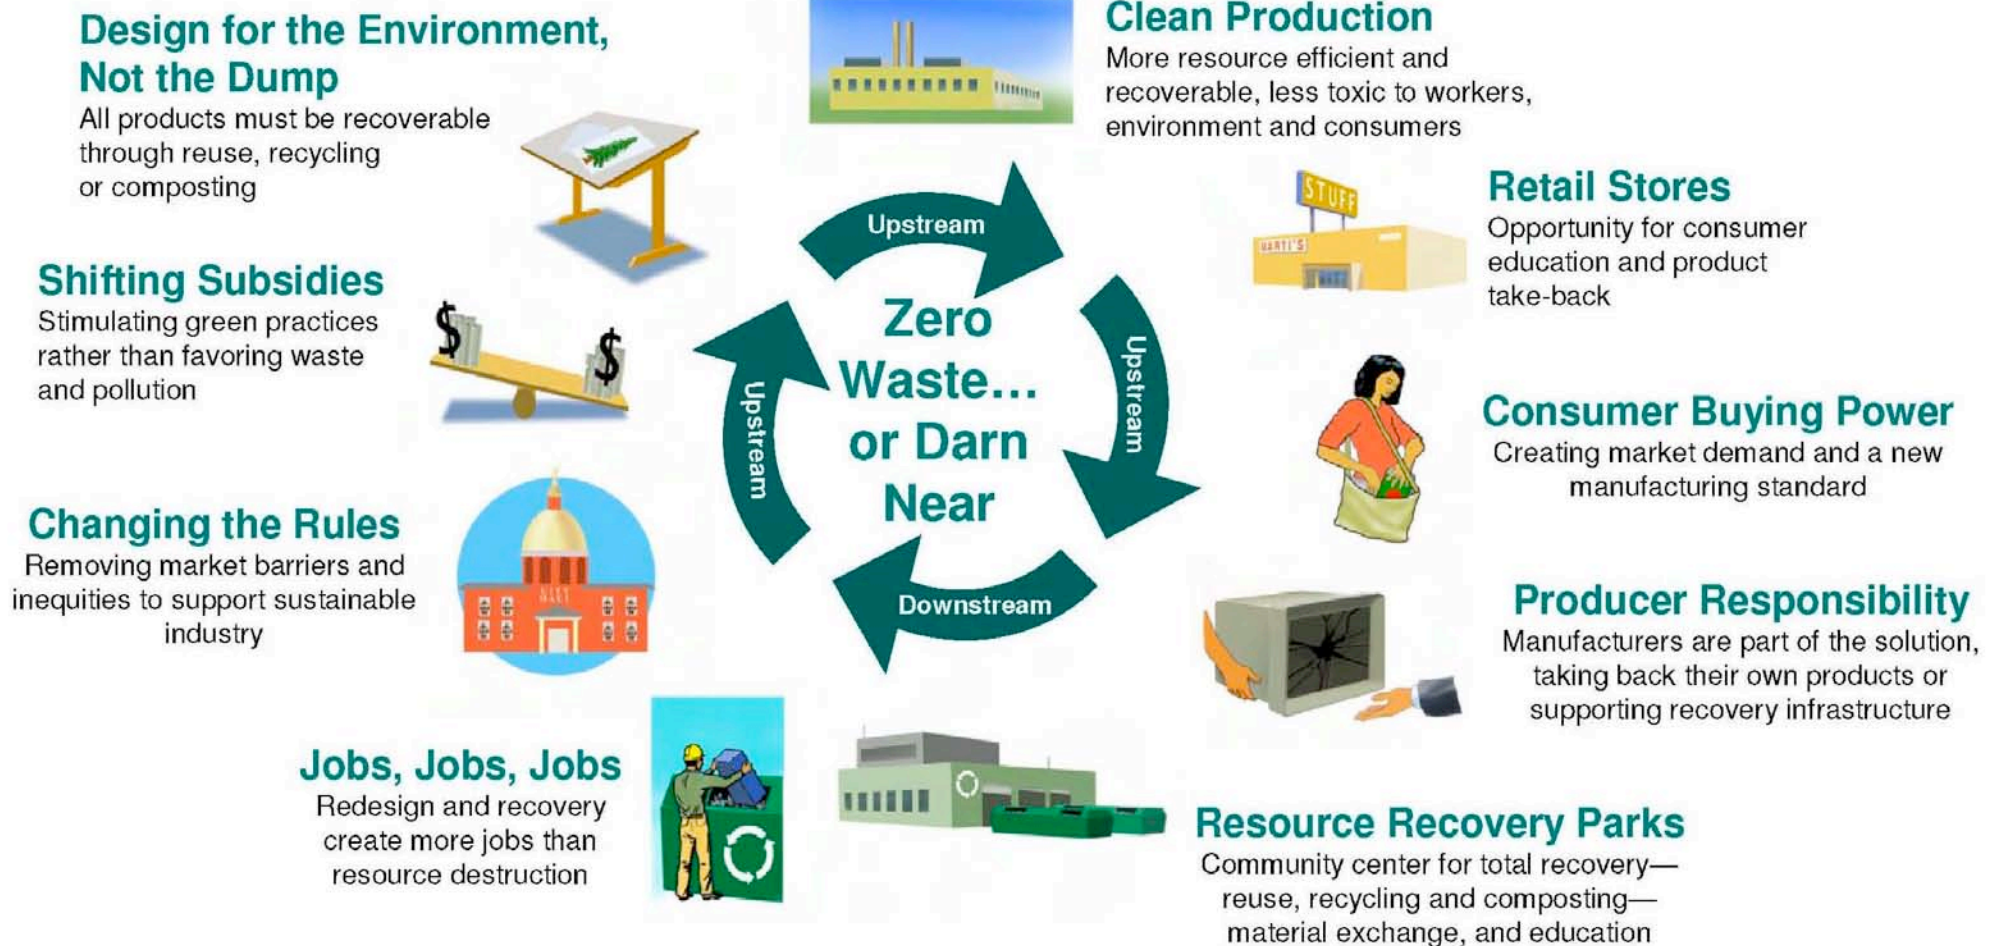 Design for the Environment,
Not the Dump
All products must be recoverable
through reuse, recycling
or composting
Clean Production
More resource efficient and
recoverable, less toxic to workers,
environment and consumers
STUFF
MARTI'S
Retail Stores
Opportunity for consumer
education and product
take-back
Shifting Subsidies
Stimulating green practices
rather than favoring waste
and pollution
$
$
Upstream
Upstream
Downstream
Upstream
Zero
Waste...
or Darn
Near
Consumer Buying Power
Creating market demand and a new
manufacturing standard
Changing the Rules
Removing market barriers and
inequities to support sustainable
industry
Producer Responsibility
Manufacturers are part of the solution,
taking back their own products or
supporting recovery infrastructure
Jobs, Jobs, Jobs
Redesign and recovery
create more jobs than
resource destruction
Resource Recovery Parks
Community center for total recovery—
reuse, recycling and composting—
material exchange, and education